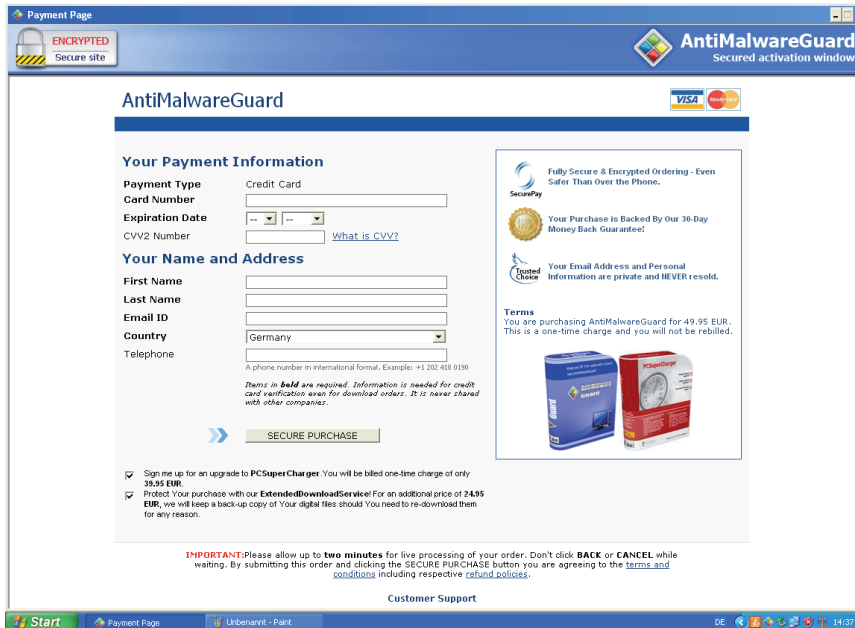 Payment Page
ENCRYPTED
Secure site
AntiMalwareGuard
Secured activation window
AntiMalwareGuard
VISA
MasterCard
Your Payment Information
Payment Type
Credit Card
Card Number
Expiration Date
--
--
CVV2 Number
What is CVV?
Your Name and Address
First Name
Last Name
Email ID
Country
Germany
Telephone
A phone number in international format. Example: +1 202 418 0190
Items in bold are required. Information is needed for credit
card verification even for download orders. It is never shared
with other companies.
SECURE PURCHASE
SecurePay
Fully Secure & Encrypted Ordering - Even
Safer Than Over the Phone.
Your Purchase is Backed By Our 30-Day
Money Back Guarantee!
Trusted
Choice
Your Email Address and Personal
Information are private and NEVER resold.
Terms
You are purchasing AntiMalwareGuard for 49.95 EUR.
This is a one-time charge and you will not be rebilled.
Guard
Guard
PCSuperCharger
Sign me up for an upgrade to PCSuperCharger.You will be billed one-time charge of only
39.95 EUR.
Protect Your purchase with our ExtendedDownloadService! For an additional price of 24.95
EUR, we will keep a back-up copy of Your digital files should You need to re-download them
for any reason.
IMPORTANT:Please allow up to two minutes for live processing of your order. Don't click BACK or CANCEL while
waiting. By submitting this order and clicking the SECURE PURCHASE button you are agreeing to the terms and
conditions including respective refund policies.
Customer Support
Start
Payment Page
Unbenannt - Paint
DE
14:37